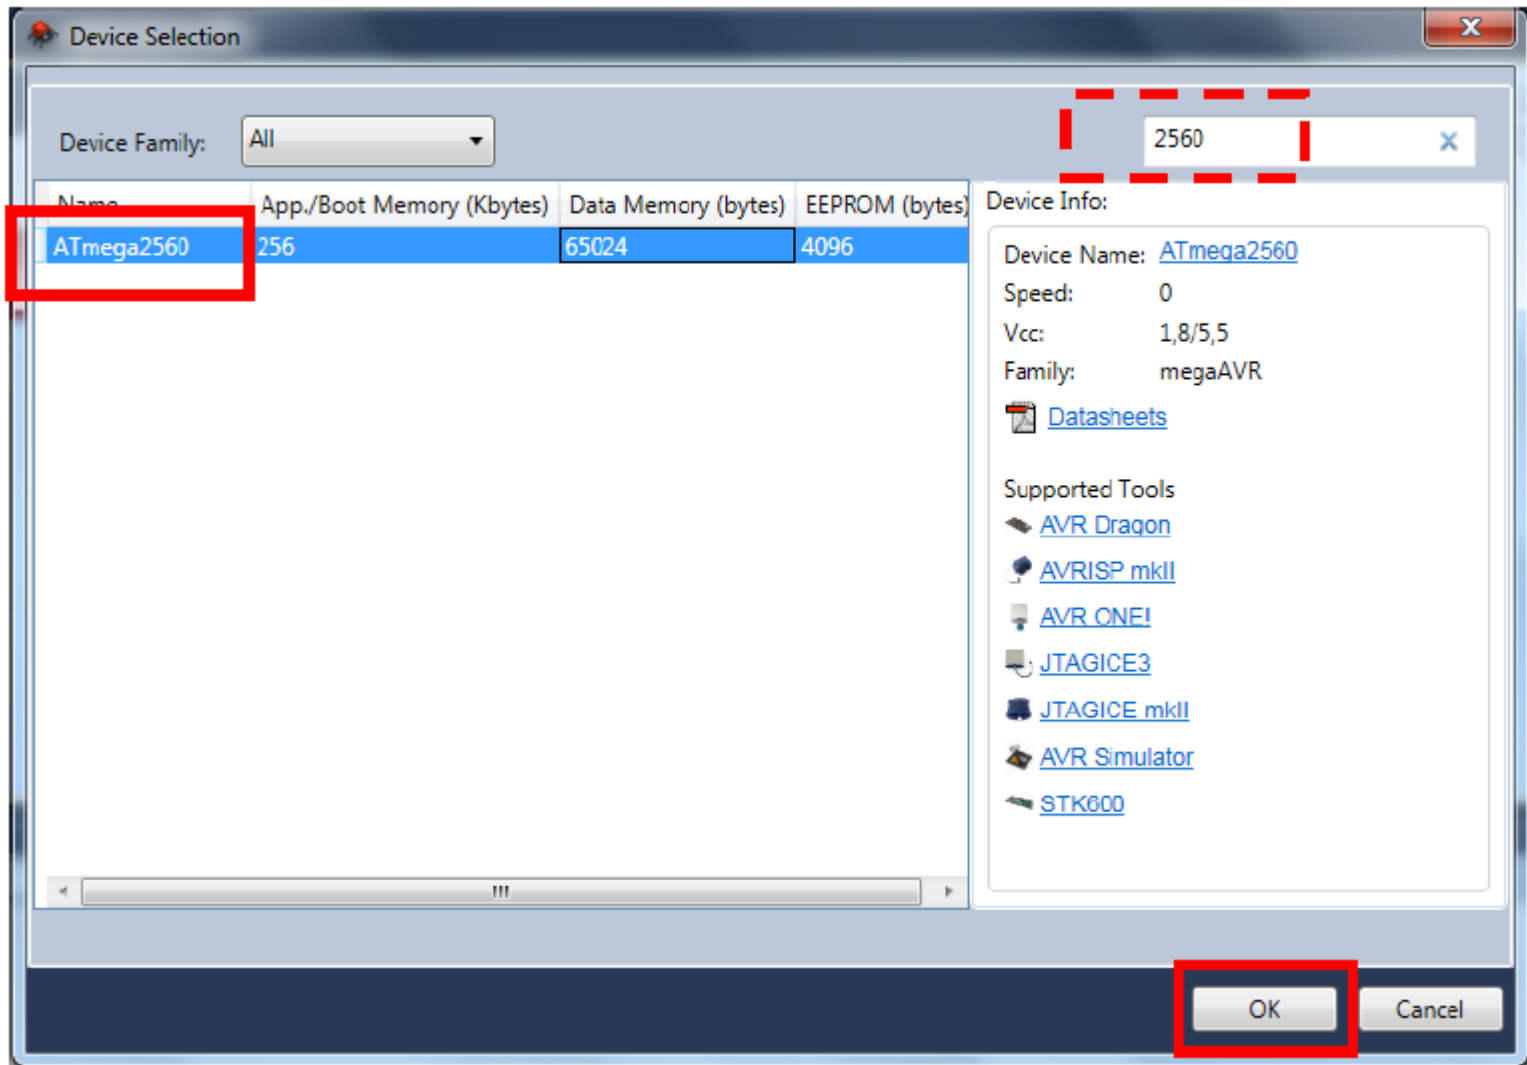 Device Selection
Device Family: All 2560
Name App./Boot Memory (Kbytes) Data Memory (bytes) EEPROM (bytes)
ATmega2560 256 65024 4096
Device Info:
Device Name: ATmega2560
Speed: 0
Vcc: 1,8/5,5
Family: megaAVR
Datasheets
Supported Tools
AVR Dragon
AVRISP mkII
AVR ONE!
JTAGICE3
JTAGICE mkII
AVR Simulator
STK600
OK Cancel